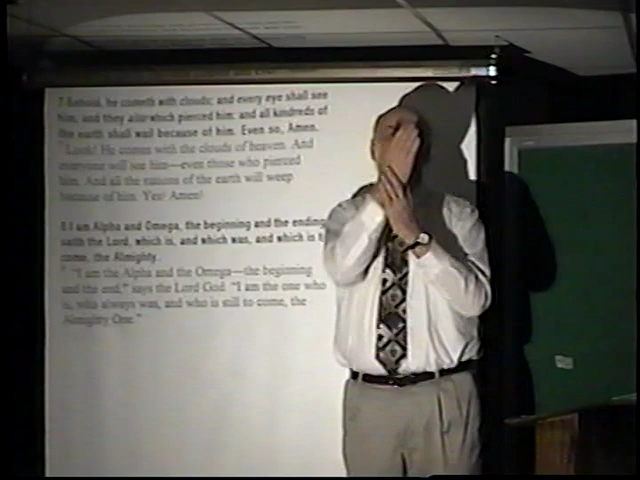 7 Behold, he cometh with clouds; and every eye shall see
him, and they also which pierced him: and all kindreds of
the earth shall wail because of him. Even so, Amen.
7 Look! He comes with the clouds of heaven. And
everyone will see him—even those who pierced
him. And all the nations of the earth will weep
because of him. Yes! Amen!
8 I am Alpha and Omega, the beginning and the ending,
saith the Lord, which is, and which was, and which is t
come, the Almighty.
8 "I am the Alpha and the Omega—the beginning
and the end," says the Lord God. "I am the one who
is, who always was, and who is still to come, the
Almighty One."